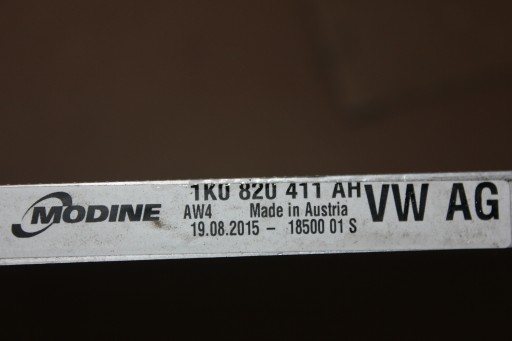 MODINE
1K0 820 411 AH
AW4 Made in Austria
19.08.2015 - 18500 01 S
VW AG